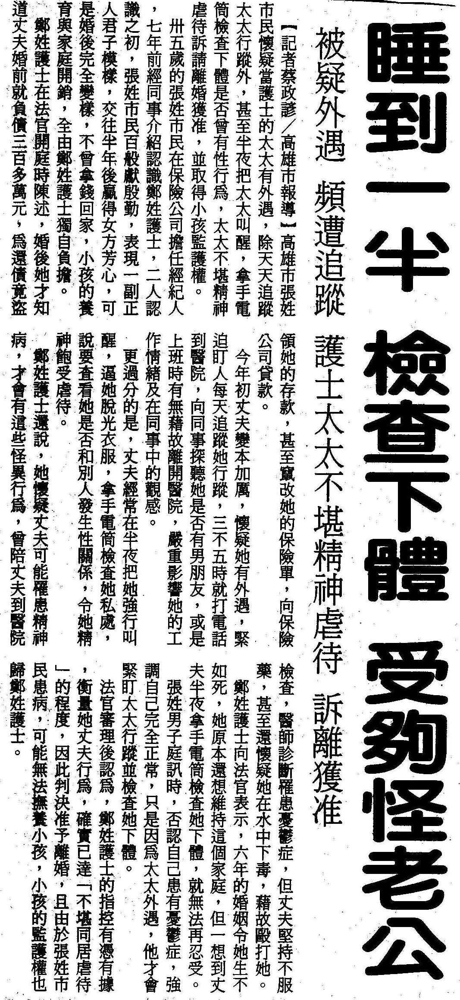 睡到一半 檢查下體 受夠怪老公
被疑外遇 頻遭追蹤 護士太太不堪精神虐待 訴離獲准
【記者蔡政諺／高雄市報導】高雄市張姓
市民懷疑當護士的太太有外遇，除天天追蹤
太太行蹤外，甚至半夜把太太叫醒，拿手電
筒檢查下體是否曾有性行為，太太不堪精神
虐待訴請離婚獲准，並取得小孩監護權。
卅五歲的張姓市民在保險公司擔任經紀人
，七年前經同事介紹認識鄭姓護士，二人認
識之初，張姓市民百般獻殷勤，表現一副正
人君子模樣，交往半年後贏得女方芳心，可
是婚後完全變樣，不曾拿錢回家，小孩的養
育與家庭開銷，全由鄭姓護士獨自負擔。
鄭姓護士在法官開庭時陳述，婚後她才知
道丈夫婚前就負債三百多萬元，為還債竟盜
領她的存款，甚至竄改她的保險單，向保險
公司貸款。
今年初丈夫變本加厲，懷疑她有外遇，緊
迫盯人每天追蹤她行蹤，三不五時就打電話
到醫院，向同事探聽她是否有男朋友，或是
上班時有無藉故離開醫院，嚴重影響她的工
作情緒及在同事中的觀感。
更過分的是，丈夫經常在半夜把她強行叫
醒，逼她脫光衣服，拿手電筒檢查她私處，
說要查看她是否和別人發生性關係，令她精
神飽受虐待。
鄭姓護士還說，她懷疑丈夫可能罹患精神
病，才會有這些怪異行為，曾陪丈夫到醫院
檢查，醫師診斷罹患憂鬱症，但丈夫堅持不服
藥，甚至還懷疑她在水中下毒，藉故毆打她。
鄭姓護士向法官表示，六年的婚姻令她生不
如死，她原本還想維持這個家庭，但一想到丈
夫半夜拿手電筒檢查她下體，就無法再忍受。
張姓男子庭訊時，否認自己患有憂鬱症，強
調自己完全正常，只是因為太太外遇，他才會
緊盯太太行蹤並檢查她下體。
法官審理後認為，鄭姓護士的指控有憑有據
，衡量她丈夫行為，確實已達「不堪同居虐待
」的程度，因此判決准予離婚，且由於張姓市
民患病，可能無法撫養小孩，小孩的監護權也
歸鄭姓護士。